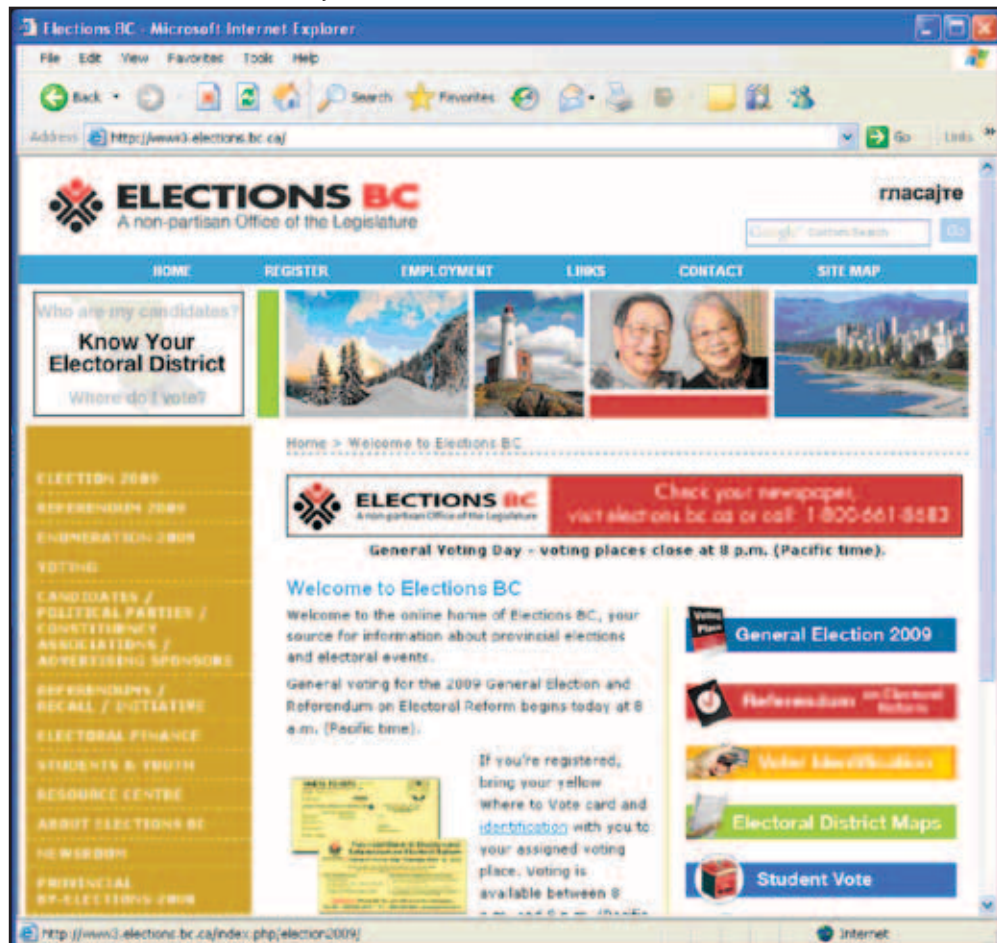 Elections BC - Microsoft Internet Explorer
File Edit View Favorites Tools Help
Back Search Favorites
Address http://www3.elections.bc.ca/ Go Links
ELECTIONS BC
A non-partisan Office of the Legislature
гласајте
Google Custom Search Go
HOME REGISTER EMPLOYMENT LINKS CONTACT SITE MAP
Who are my candidates?
Know Your
Electoral District
Where do I vote?
Home > Welcome to Elections BC
ELECTION 2009
REFERENDUM 2009
ENUMERATION 2009
VOTING
CANDIDATES /
POLITICAL PARTIES /
CONSTITUENCY
ASSOCIATIONS /
ADVERTISING SPONSORS
REFERENDUMS /
RECALL / INITIATIVE
ELECTORAL FINANCE
STUDENTS & YOUTH
RESOURCE CENTRE
ABOUT ELECTIONS BC
NEWSROOM
PROVINCIAL
BY-ELECTIONS 2008
ELECTIONS BC
A non-partisan Office of the Legislature
Check your newspaper,
visit elections.bc.ca or call: 1-800-661-8683
General Voting Day - voting places close at 8 p.m. (Pacific time).
Welcome to Elections BC
Welcome to the online home of Elections BC, your
source for information about provincial elections
and electoral events.
General voting for the 2009 General Election and
Referendum on Electoral Reform begins today at 8
a.m. (Pacific time).
If you're registered,
bring your yellow
Where to Vote card and
identification with you to
your assigned voting
place. Voting is
available between 8
a.m. and 8 p.m. (Pacific
Voting
Place
General Election 2009
Referendum on Electoral
Reform
Voter Identification
Electoral District Maps
Student Vote
http://www3.elections.bc.ca/index.php/election2009/ Internet